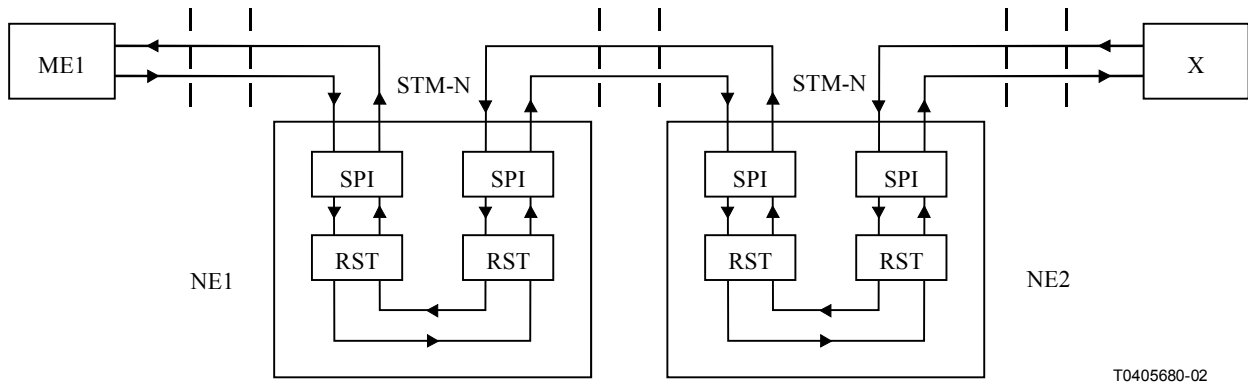 ME1
STM-N
STM-N
X
SPI
SPI
SPI
SPI
RST
RST
RST
RST
NE1
NE2
T0405680-02